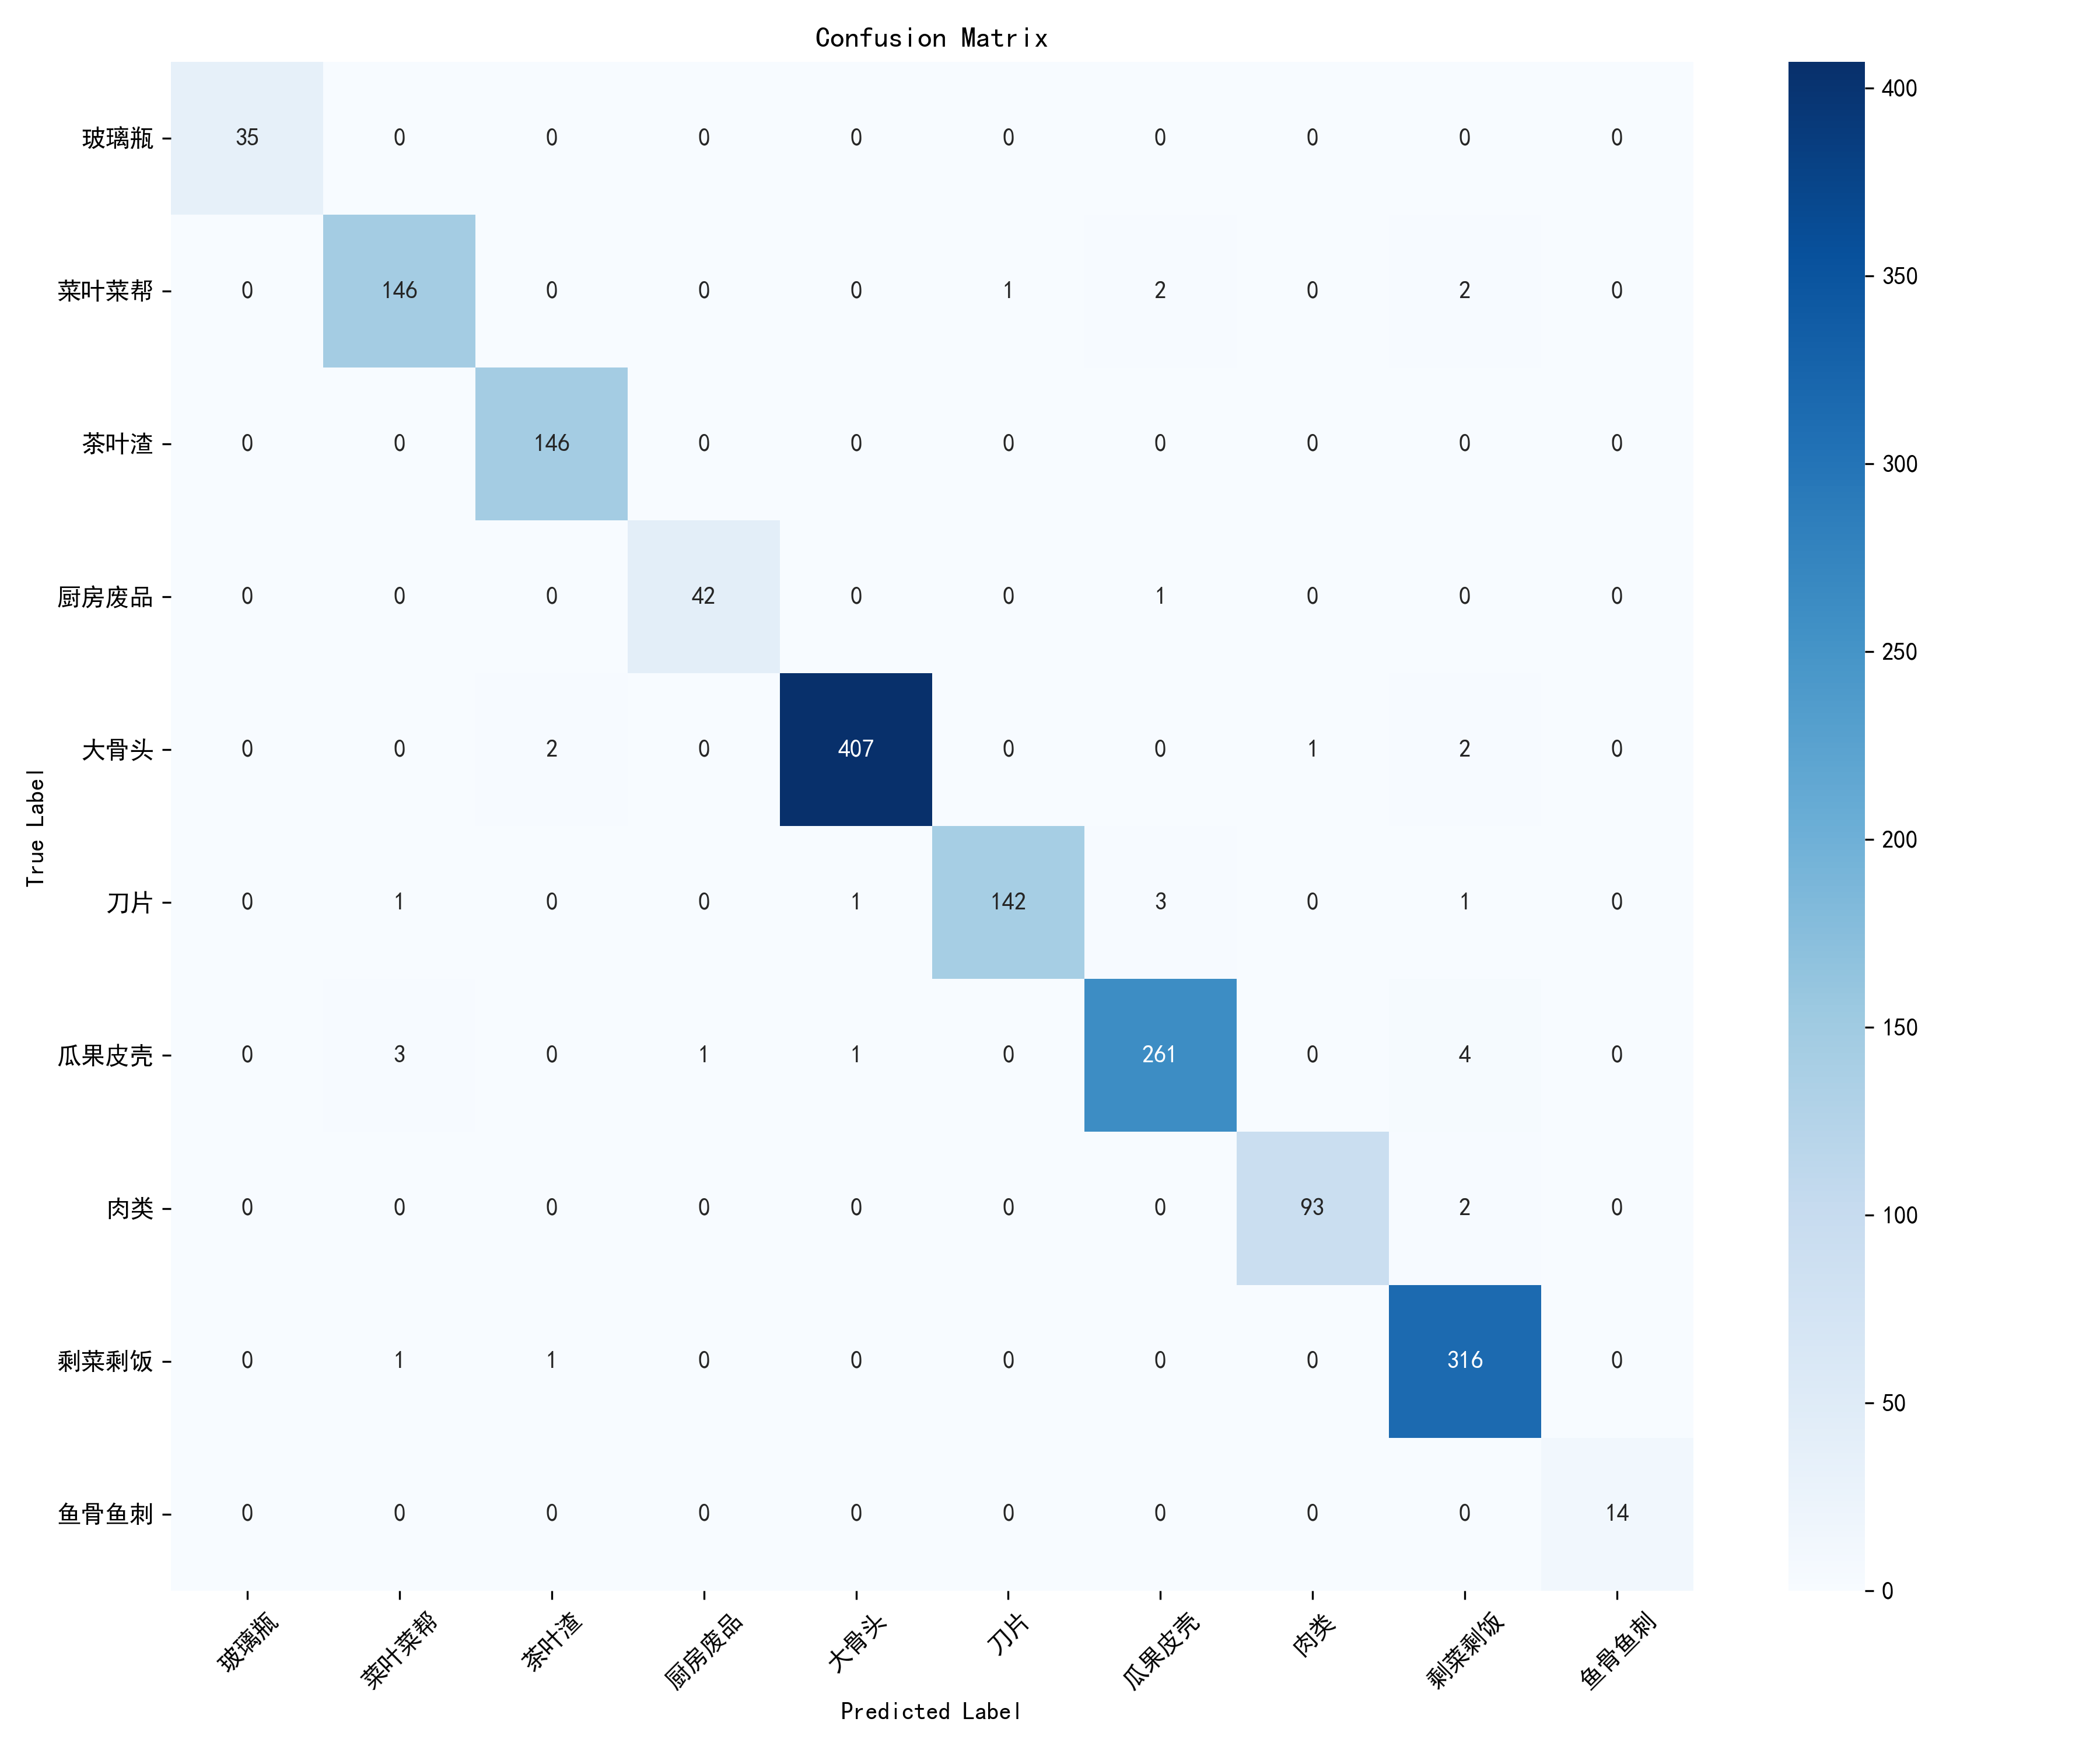 Confusion Matrix
玻璃瓶 35 0 0 0 0 0 0 0 0 0
菜叶菜帮 0 146 0 0 0 1 2 0 2 0
茶叶渣 0 0 146 0 0 0 0 0 0 0
厨房废品 0 0 0 42 0 0 1 0 0 0
大骨头 0 0 2 0 407 0 0 1 2 0
刀片 0 1 0 0 1 142 3 0 1 0
瓜果皮壳 0 3 0 1 1 0 261 0 4 0
肉类 0 0 0 0 0 0 0 93 2 0
剩菜剩饭 0 1 1 0 0 0 0 0 316 0
鱼骨鱼刺 0 0 0 0 0 0 0 0 0 14
True Label
玻璃瓶 菜叶菜帮 茶叶渣 厨房废品 大骨头 刀片 瓜果皮壳 肉类 剩菜剩饭 鱼骨鱼刺
Predicted Label
400
350
300
250
200
150
100
50
0